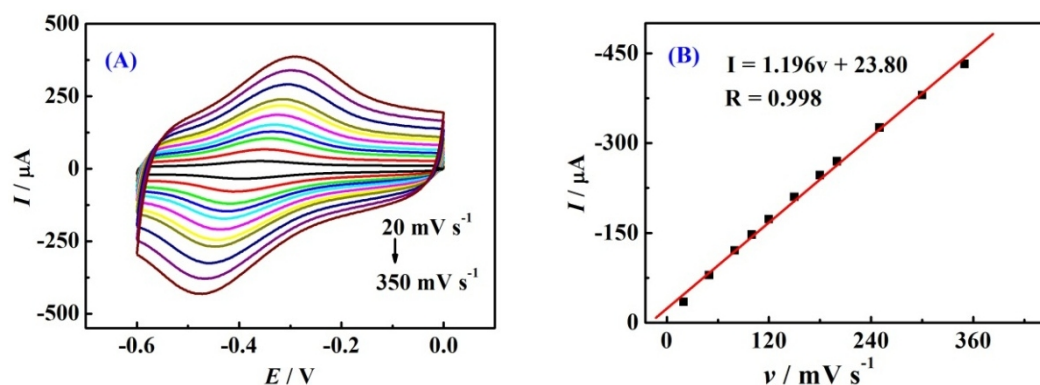 (A)
500
250
0
-250
-500
I / μA
-0.6
-0.4
-0.2
0.0
E / V
20 mV s⁻¹
350 mV s⁻¹
(B)
I = 1.196v + 23.80
R = 0.998
-450
-300
-150
0
I / μA
0
120
240
360
v / mV s⁻¹